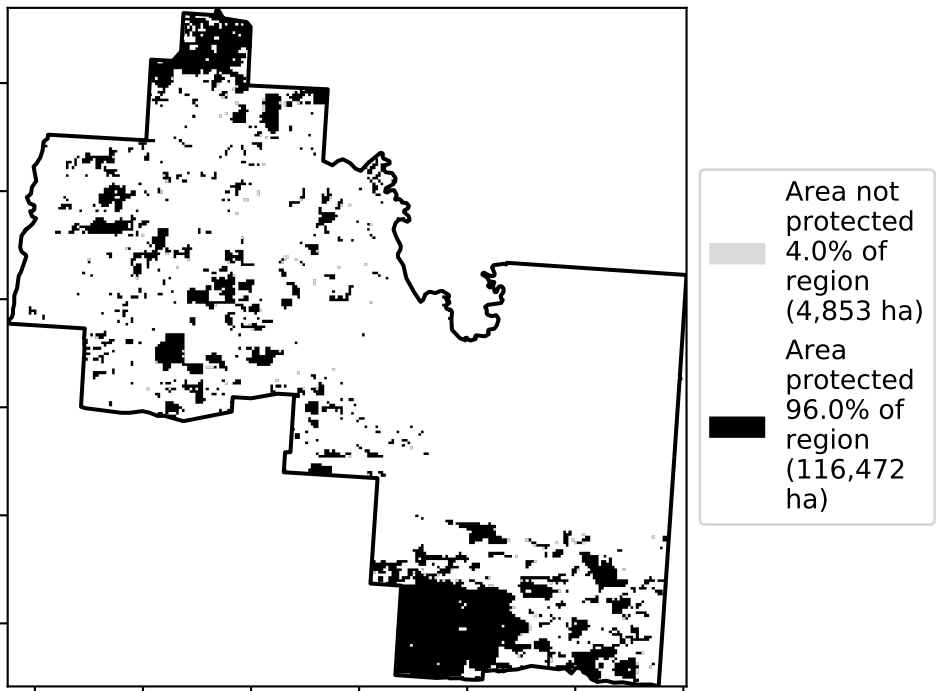 Area not
protected
4.0% of
region
(4,853 ha)
Area
protected
96.0% of
region
(116,472
ha)